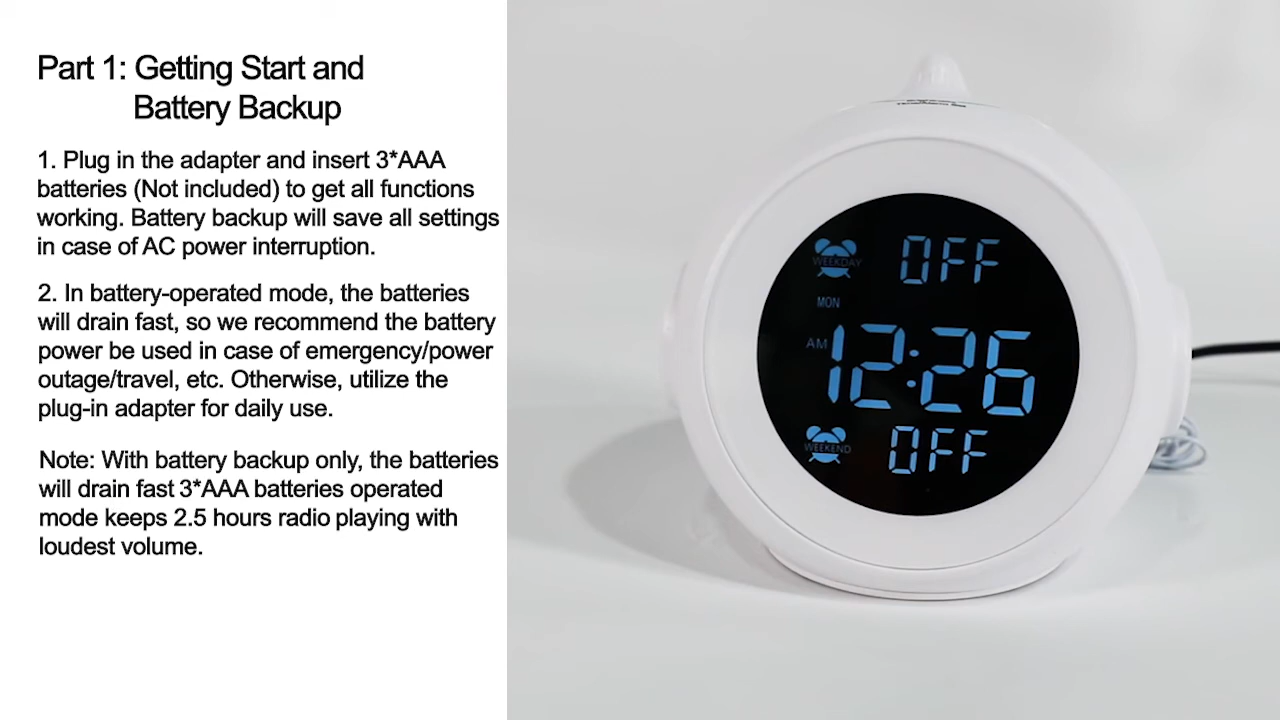 Part 1: Getting Start and
Battery Backup
1. Plug in the adapter and insert 3*AAA
batteries (Not included) to get all functions
working. Battery backup will save all settings
in case of AC power interruption.
2. In battery-operated mode, the batteries
will drain fast, so we recommend the battery
power be used in case of emergency/power
outage/travel, etc. Otherwise, utilize the
plug-in adapter for daily use.
Note: With battery backup only, the batteries
will drain fast 3*AAA batteries operated
mode keeps 2.5 hours radio playing with
loudest volume.
WEEKDAY OFF
MON
AM 12:26
WEEKEND OFF